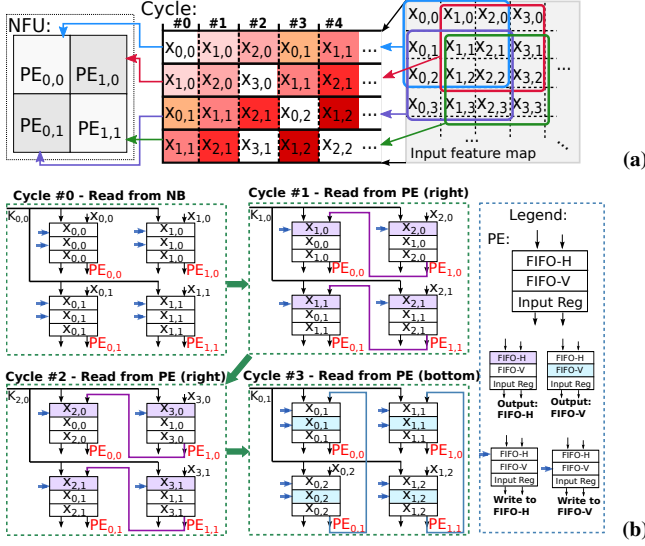 Cycle:
NFU:
#0 #1 #2 #3 #4
PE0,0 PE1,0
PE0,1 PE1,1
X0,0 X1,0 X2,0 X0,1 X1,1 ...
X1,0 X2,0 X3,0 X1,1 X2,1 ...
X0,1 X1,1 X2,1 X0,2 X1,2 ...
X1,1 X2,1 X3,1 X1,2 X2,2 ...
X0,0 X1,0 X2,0
X0,1 X1,1 X2,1 X3,1
X0,2 X1,2 X2,2 X3,2 ...
X0,3 X1,3 X2,3 X3,3
... ...
Input feature map
(a)
Cycle #0 - Read from NB
K0,0 X0,0 X1,0
X0,0 X1,0
X0,0 X1,0
X0,0 X1,0
PE0,0 PE1,0
X0,1 X1,1
X0,1 X1,1
X0,1 X1,1
X0,1 X1,1
PE0,1 PE1,1
Cycle #1 - Read from PE (right)
K1,0 X2,0
X1,0 X2,0
X0,0 X1,0
X1,0 X2,0
PE0,0 PE1,0
X2,1
X1,1 X2,1
X0,1 X1,1
X1,1 X2,1
PE0,1 PE1,1
Cycle #2 - Read from PE (right)
K2,0 X3,0
X2,0 X3,0
X0,0 X1,0
X2,0 X3,0
PE0,0 PE1,0
X3,1
X2,1 X3,1
X0,1 X1,1
X2,1 X3,1
PE0,1 PE1,1
Cycle #3 - Read from PE (bottom)
K0,1
X0,1 X1,1
X0,1 X1,1
X0,1 X1,1
PE0,0 PE1,0
X0,2 X1,2
X0,2 X1,2
X0,2 X1,2
X0,2 X1,2
PE0,1 PE1,1
Legend:
PE:
FIFO-H
FIFO-V
Input Reg
FIFO-H FIFO-H
FIFO-V FIFO-V
Input Reg Input Reg
Output: Output:
FIFO-H FIFO-V
FIFO-H FIFO-H
FIFO-V FIFO-V
Input Reg Input Reg
Write to Write to
FIFO-H FIFO-V
(b)